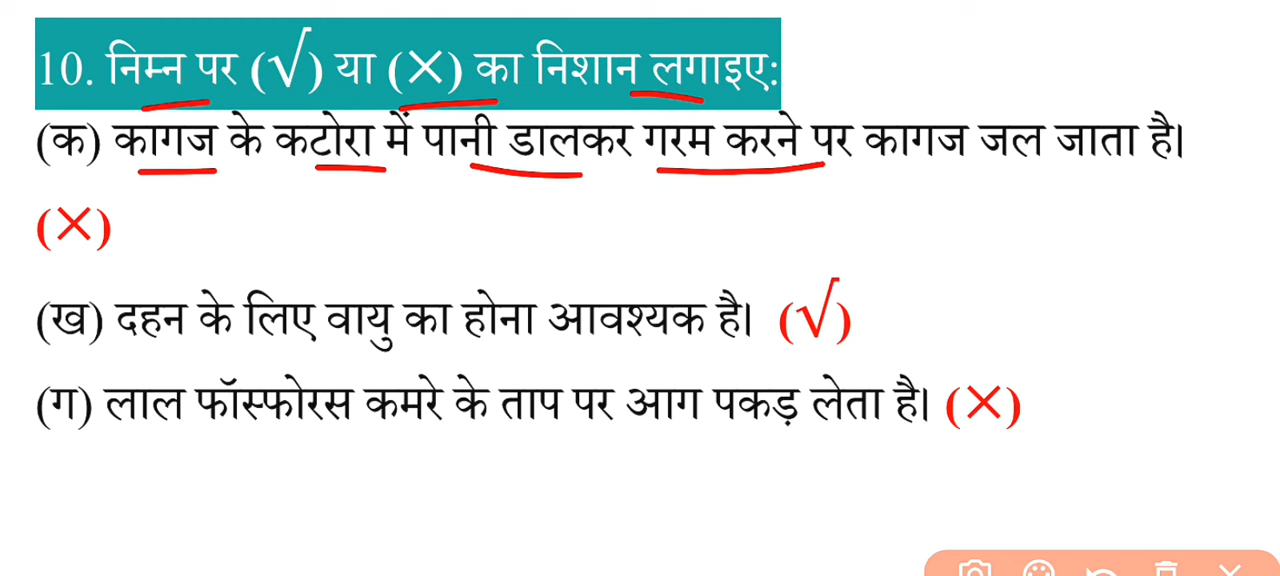 10. निम्न पर (√) या (×) का निशान लगाइए:
(क) कागज के कटोरा में पानी डालकर गरम करने पर कागज जल जाता है।
(×)
(ख) दहन के लिए वायु का होना आवश्यक है। (√)
(ग) लाल फॉस्फोरस कमरे के ताप पर आग पकड़ लेता है। (×)